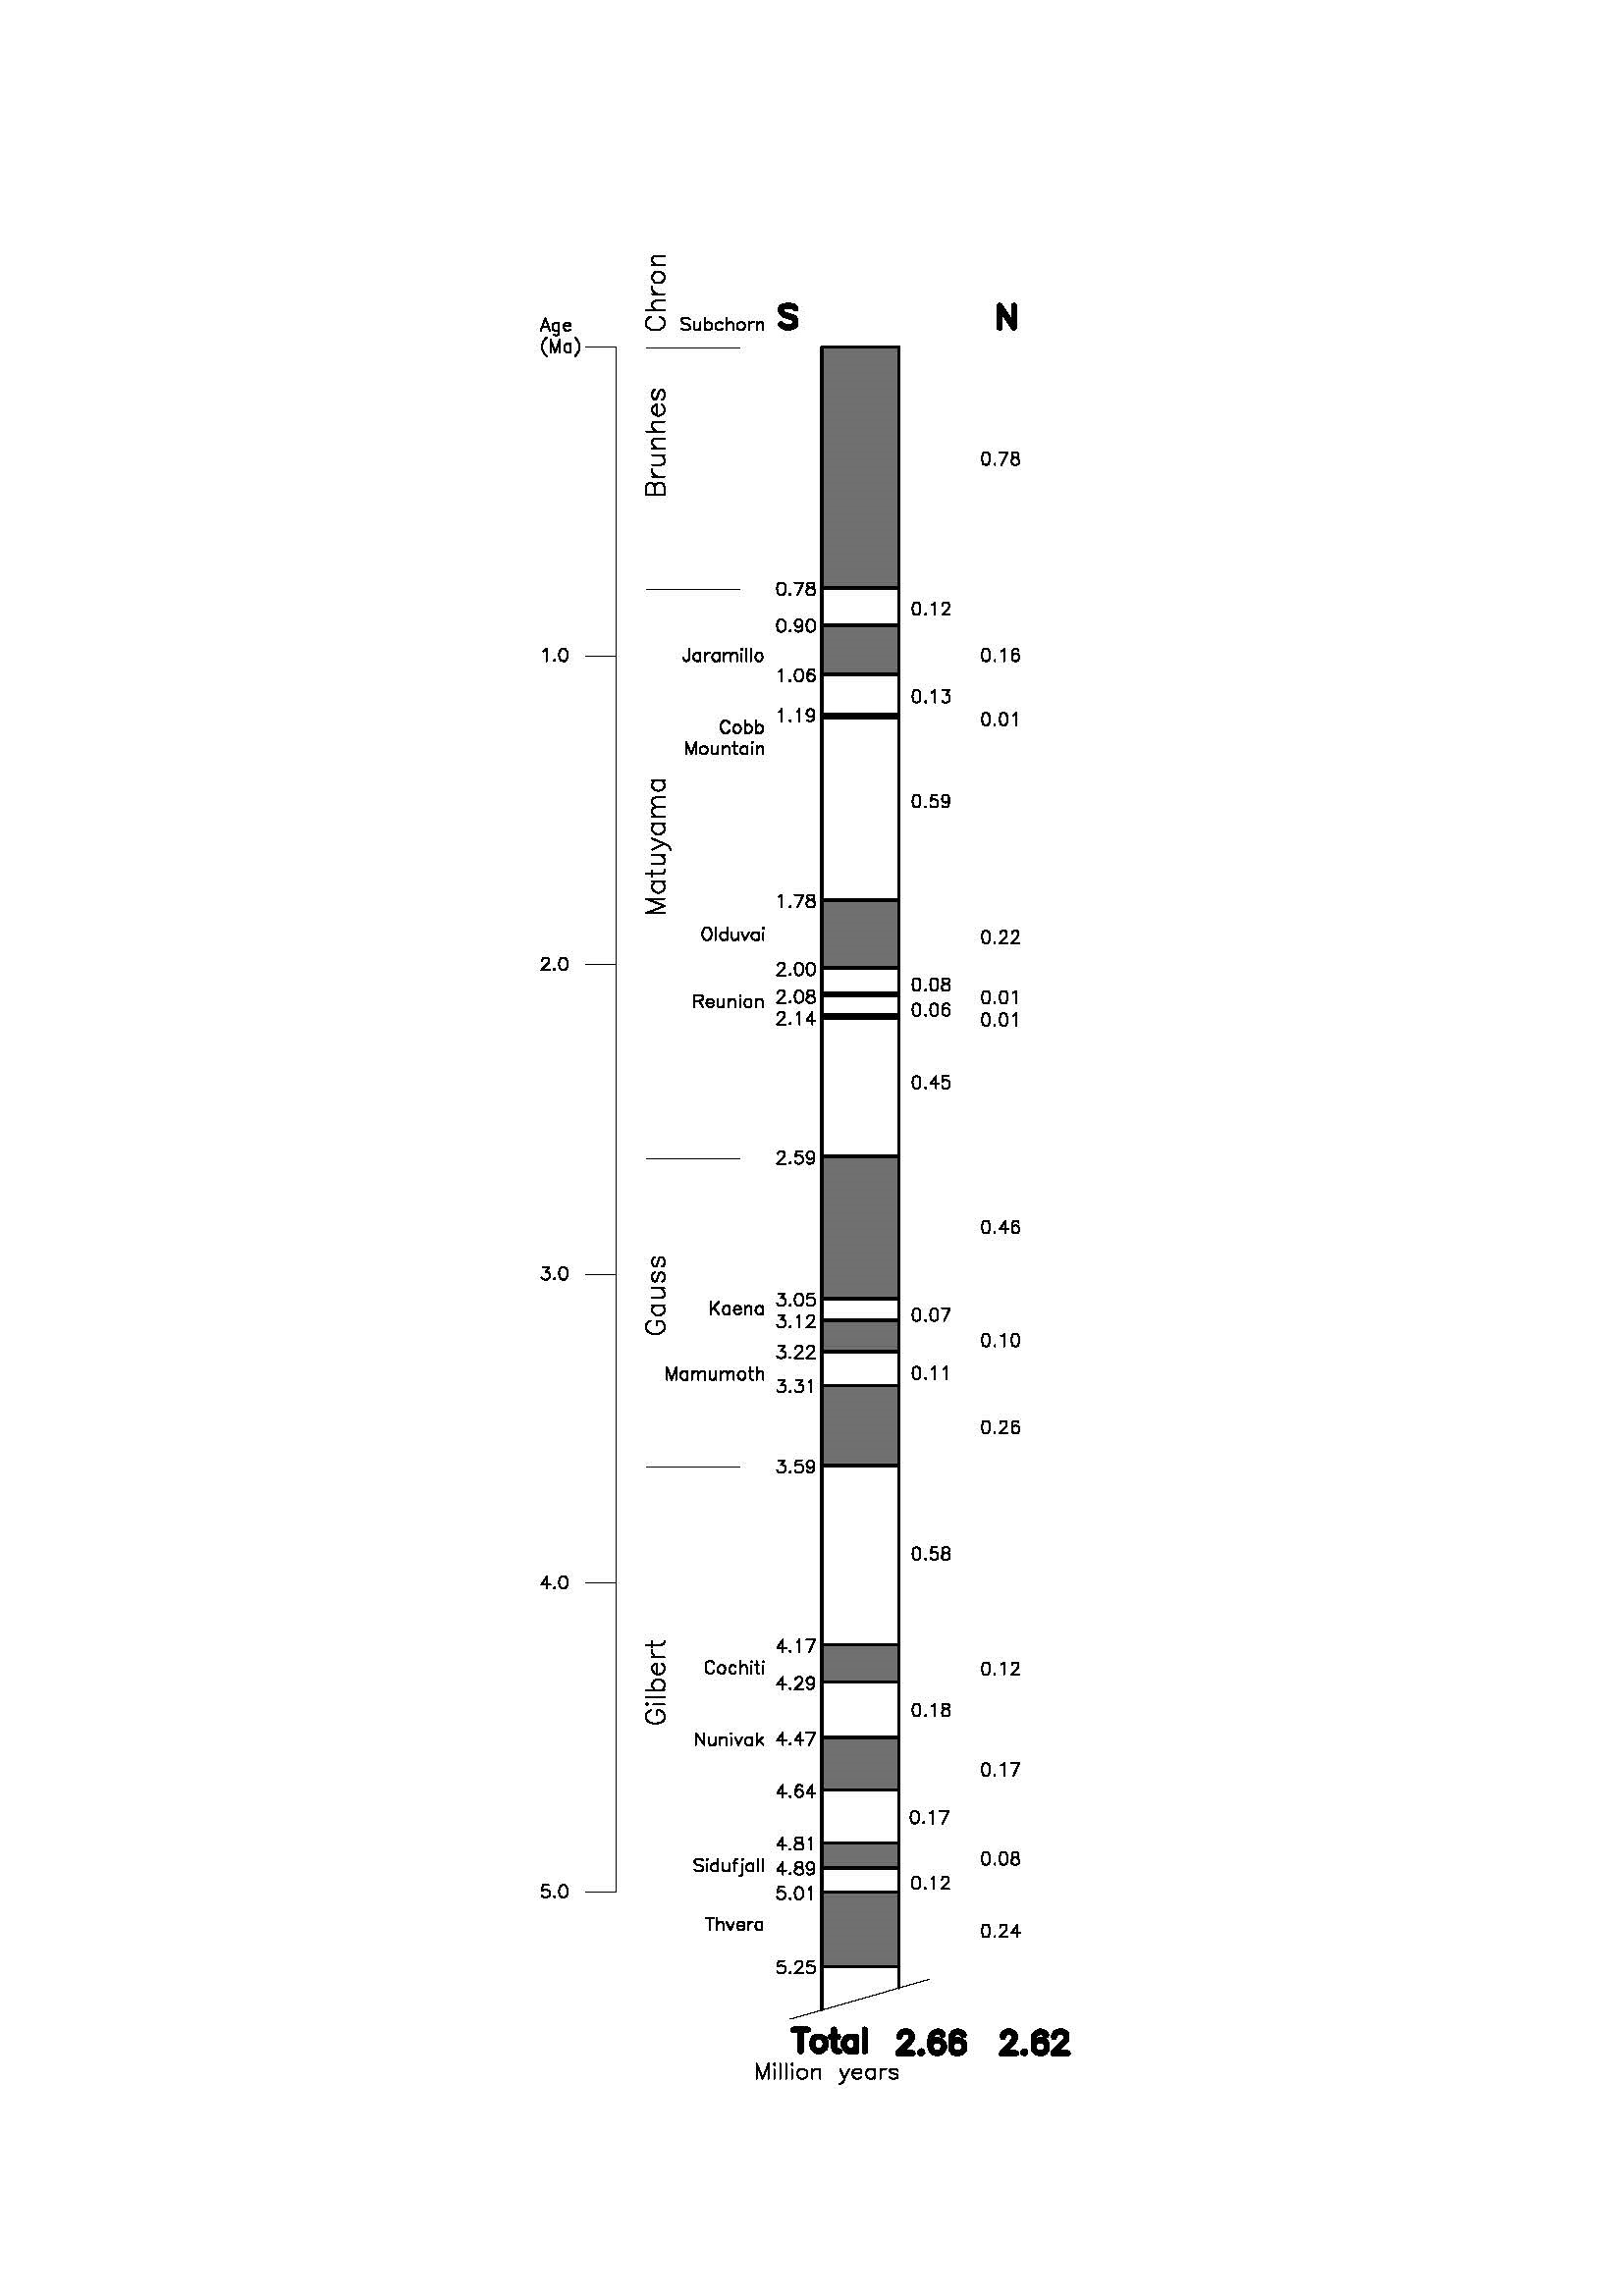 Chron
S
N
Age
(Ma)
Subchorn
Brunhes
0.78
0.78
0.12
0.90
1.0
Jaramillo
0.16
1.06
0.13
1.19
0.01
Cobb
Mountain
Matuyama
0.59
1.78
Olduvai
0.22
2.0
2.00
0.08
Reunion
2.08
0.01
0.06
2.14
0.01
0.45
2.59
0.46
Gauss
3.0
3.05
Kaena
0.07
3.12
0.10
3.22
Mamumoth
0.11
3.31
0.26
3.59
0.58
4.0
Gilbert
4.17
Cochiti
0.12
4.29
0.18
Nunivak
4.47
0.17
4.64
0.17
4.81
0.08
Sidufjall
4.89
0.12
5.0
5.01
Thvera
0.24
5.25
Total 2.66 2.62
Million years